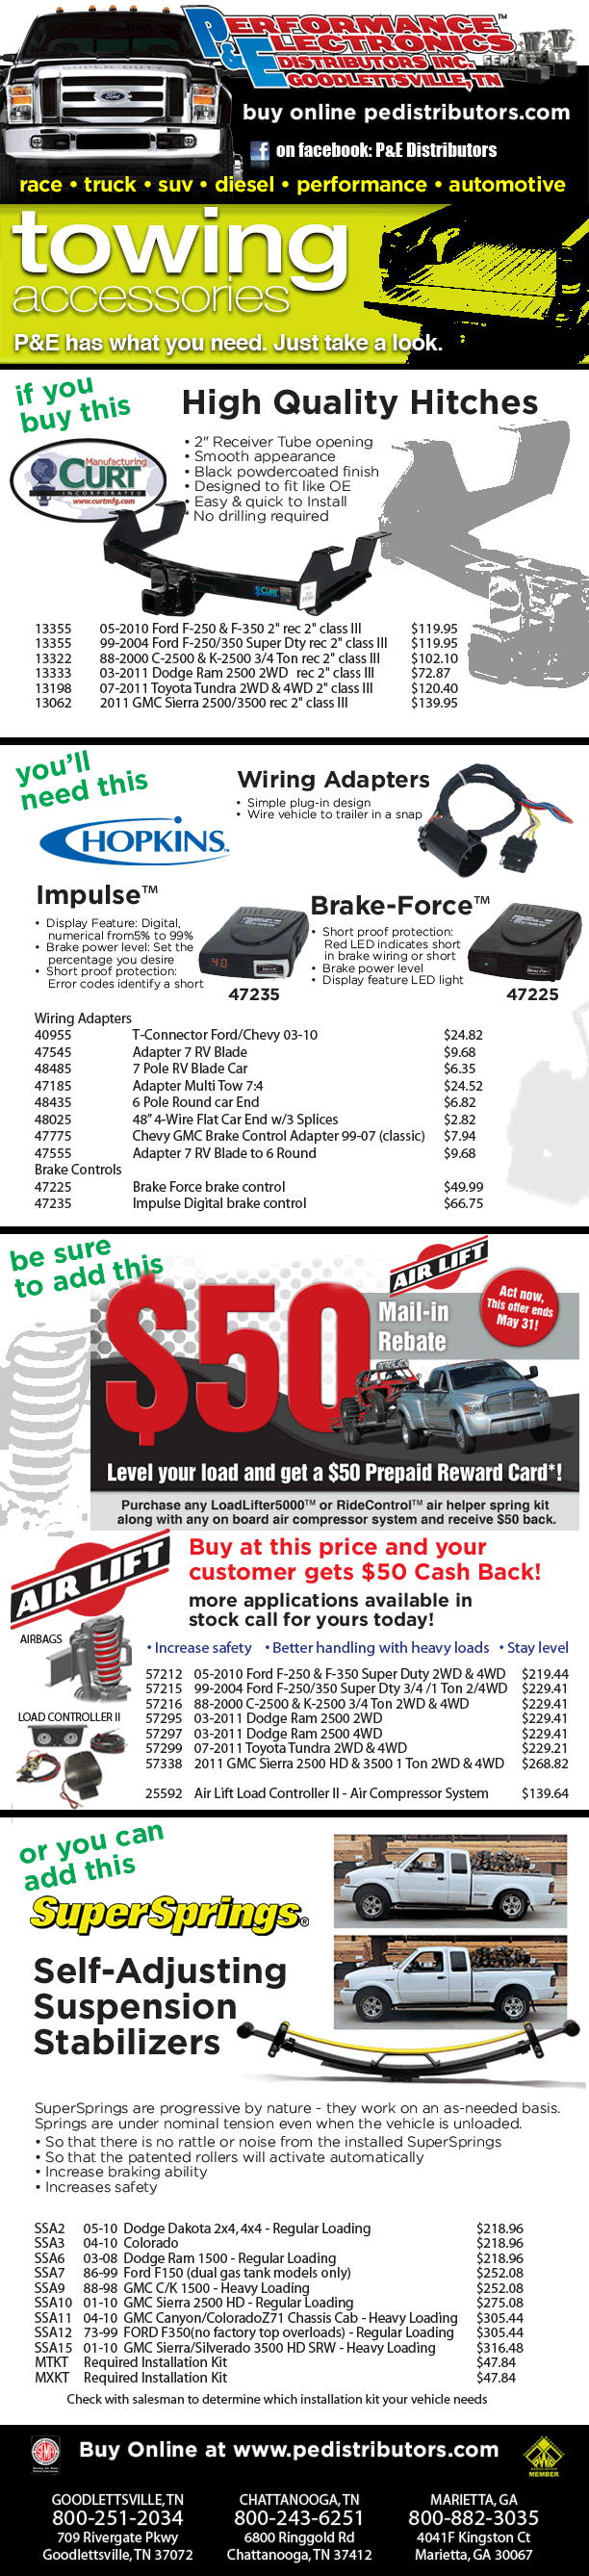 PERFORMANCE™
P&E ELECTRONICS
DISTRIBUTORS INC.
SEMA
GOODLETTSVILLE, TN
SUPER DUTY
Ford
buy online pedistributors.com
f on facebook: P&E Distributors
race • truck • suv • diesel • performance • automotive
towing
accessories
P&E has what you need. Just take a look.
if you
buy this
High Quality Hitches
Manufacturing
CURT
INCORPORATED
www.curtmfg.com
• 2" Receiver Tube opening
• Smooth appearance
• Black powdercoated finish
• Designed to fit like OE
• Easy & quick to Install
* No drilling required
CURT
13355 05-2010 Ford F-250 & F-350 2" rec 2" class III $119.95
13355 99-2004 Ford F-250/350 Super Dty rec 2" class III $119.95
13322 88-2000 C-2500 & K-2500 3/4 Ton rec 2" class III $102.10
13333 03-2011 Dodge Ram 2500 2WD rec 2" class III $72.87
13198 07-2011 Toyota Tundra 2WD & 4WD 2" class III $120.40
13062 2011 GMC Sierra 2500/3500 rec 2" class III $139.95
you'll
need this
Wiring Adapters
• Simple plug-in design
• Wire vehicle to trailer in a snap
HOPKINS
Impulse™
• Display Feature: Digital,
numerical from5% to 99%
• Brake power level: Set the
percentage you desire
• Short proof protection:
Error codes identify a short
40
47235
Brake-Force™
• Short proof protection:
Red LED indicates short
in brake wiring or short
• Brake power level
• Display feature LED light
47225
Wiring Adapters
40955 T-Connector Ford/Chevy 03-10 $24.82
47545 Adapter 7 RV Blade $9.68
48485 7 Pole RV Blade Car $6.35
47185 Adapter Multi Tow 7:4 $24.52
48435 6 Pole Round car End $6.82
48025 48” 4-Wire Flat Car End w/3 Splices $2.82
47775 Chevy GMC Brake Control Adapter 99-07 (classic) $7.94
47555 Adapter 7 RV Blade to 6 Round $9.68
Brake Controls
47225 Brake Force brake control $49.99
47235 Impulse Digital brake control $66.75
be sure
to add this
AIR LIFT
$50
Mail-in
Rebate
Act now,
This offer ends
May 31!
Level your load and get a $50 Prepaid Reward Card*!
Purchase any LoadLifter5000™ or RideControl™ air helper spring kit
along with any on board air compressor system and receive $50 back.
AIR LIFT
Buy at this price and your
customer gets $50 Cash Back!
more applications available in
stock call for yours today!
AIRBAGS
• Increase safety • Better handling with heavy loads • Stay level
LOAD CONTROLLER II
57212 05-2010 Ford F-250 & F-350 Super Duty 2WD & 4WD $219.44
57215 99-2004 Ford F-250/350 Super Dty 3/4 /1 Ton 2/4WD $229.41
57216 88-2000 C-2500 & K-2500 3/4 Ton 2WD & 4WD $229.41
57295 03-2011 Dodge Ram 2500 2WD $229.41
57297 03-2011 Dodge Ram 2500 4WD $229.41
57299 07-2011 Toyota Tundra 2WD & 4WD $229.21
57338 2011 GMC Sierra 2500 HD & 3500 1 Ton 2WD & 4WD $268.82
25592 Air Lift Load Controller II - Air Compressor System $139.64
or you can
add this
SuperSprings®
Self-Adjusting
Suspension
Stabilizers
SuperSprings are progressive by nature - they work on an as-needed basis.
Springs are under nominal tension even when the vehicle is unloaded.
• So that there is no rattle or noise from the installed SuperSprings
• So that the patented rollers will activate automatically
• Increase braking ability
• Increases safety
SSA2 05-10 Dodge Dakota 2x4, 4x4 - Regular Loading $218.96
SSA3 04-10 Colorado $218.96
SSA6 03-08 Dodge Ram 1500 - Regular Loading $218.96
SSA7 86-99 Ford F150 (dual gas tank models only) $252.08
SSA9 88-98 GMC C/K 1500 - Heavy Loading $252.08
SSA10 01-10 GMC Sierra 2500 HD - Regular Loading $275.08
SSA11 04-10 GMC Canyon/ColoradoZ71 Chassis Cab - Heavy Loading $305.44
SSA12 73-99 FORD F350(no factory top overloads) - Regular Loading $305.44
SSA15 01-10 GMC Sierra/Silverado 3500 HD SRW - Heavy Loading $316.48
MTKT Required Installation Kit $47.84
MXKT Required Installation Kit $47.84
Check with salesman to determine which installation kit your vehicle needs
SEMA
Buy Online at www.pedistributors.com
MEMBER
GOODLETTSVILLE, TN
800-251-2034
709 Rivergate Pkwy
Goodlettsville, TN 37072
CHATTANOOGA, TN
800-243-6251
6800 Ringgold Rd
Chattanooga, TN 37412
MARIETTA, GA
800-882-3035
4041F Kingston Ct
Marietta, GA 30067